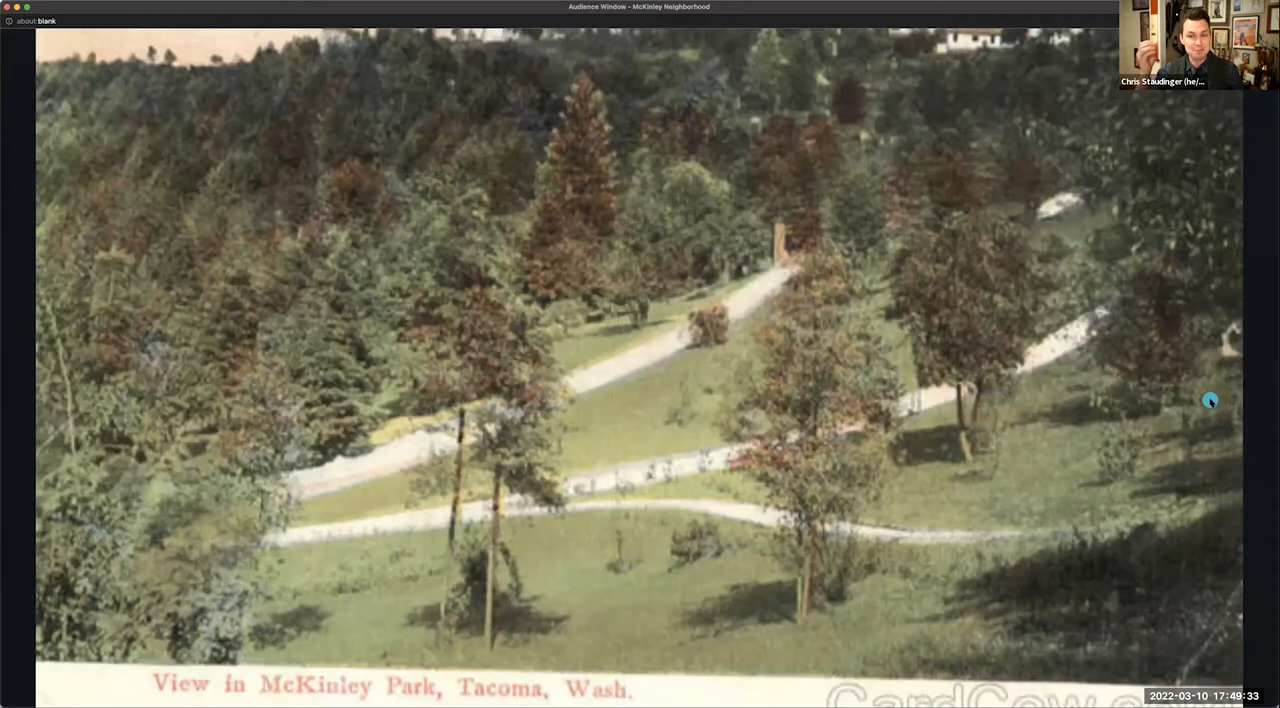 Audience Window - McKinley Neighborhood
about:blank
Chris Staudinger (he/...
View in McKinley Park, Tacoma, Wash.
CardCow.com
2022-03-10 17:49:33